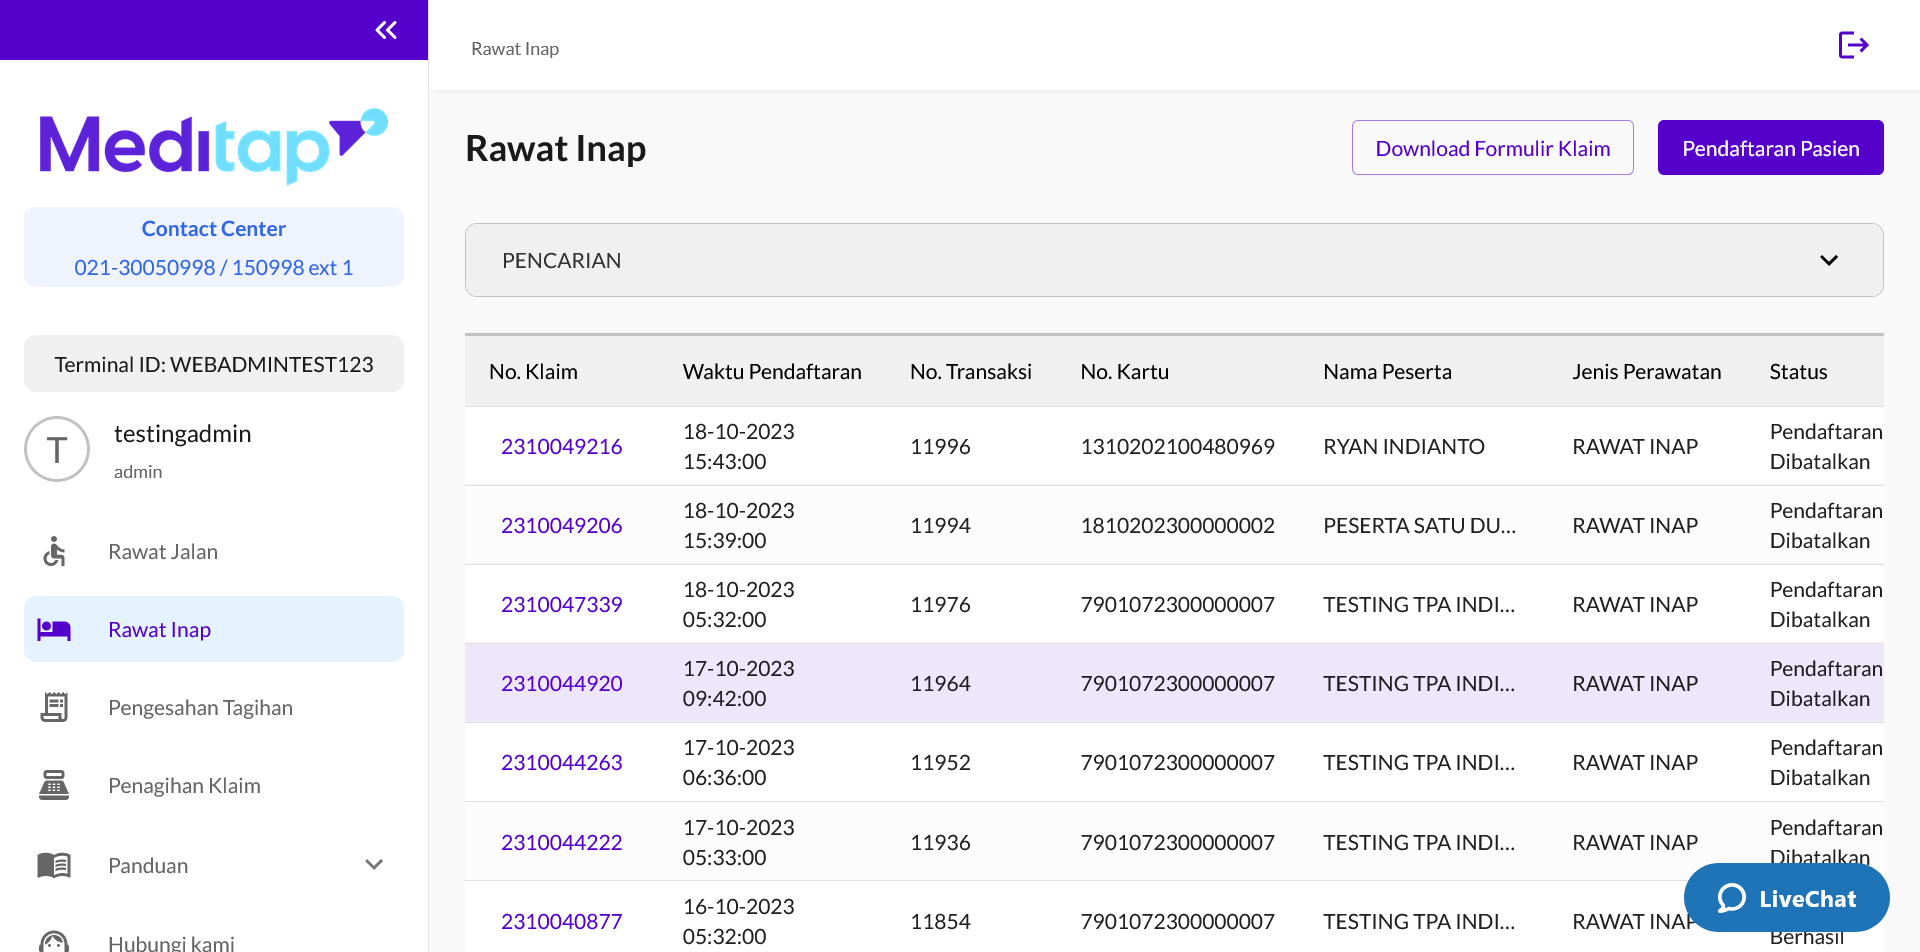 Rawat Inap
Meditap
Contact Center
021-30050998 / 150998 ext 1
Terminal ID: WEBADMINTEST123
T
testingadmin
admin
Rawat Jalan
Rawat Inap
Pengesahan Tagihan
Penagihan Klaim
Panduan
Hubungi kami
Rawat Inap
Download Formulir Klaim
Pendaftaran Pasien
PENCARIAN
No. Klaim Waktu Pendaftaran No. Transaksi No. Kartu Nama Peserta Jenis Perawatan Status
2310049216 18-10-2023 15:43:00 11996 1310202100480969 RYAN INDIANTO RAWAT INAP Pendaftaran Dibatalkan
2310049206 18-10-2023 15:39:00 11994 1810202300000002 PESERTA SATU DU... RAWAT INAP Pendaftaran Dibatalkan
2310047339 18-10-2023 05:32:00 11976 7901072300000007 TESTING TPA INDI... RAWAT INAP Pendaftaran Dibatalkan
2310044920 17-10-2023 09:42:00 11964 7901072300000007 TESTING TPA INDI... RAWAT INAP Pendaftaran Dibatalkan
2310044263 17-10-2023 06:36:00 11952 7901072300000007 TESTING TPA INDI... RAWAT INAP Pendaftaran Dibatalkan
2310044222 17-10-2023 05:33:00 11936 7901072300000007 TESTING TPA INDI... RAWAT INAP Pendaftaran Dibatalkan
2310040877 16-10-2023 05:32:00 11854 7901072300000007 TESTING TPA INDI... RAWAT INAP Berhasil
LiveChat